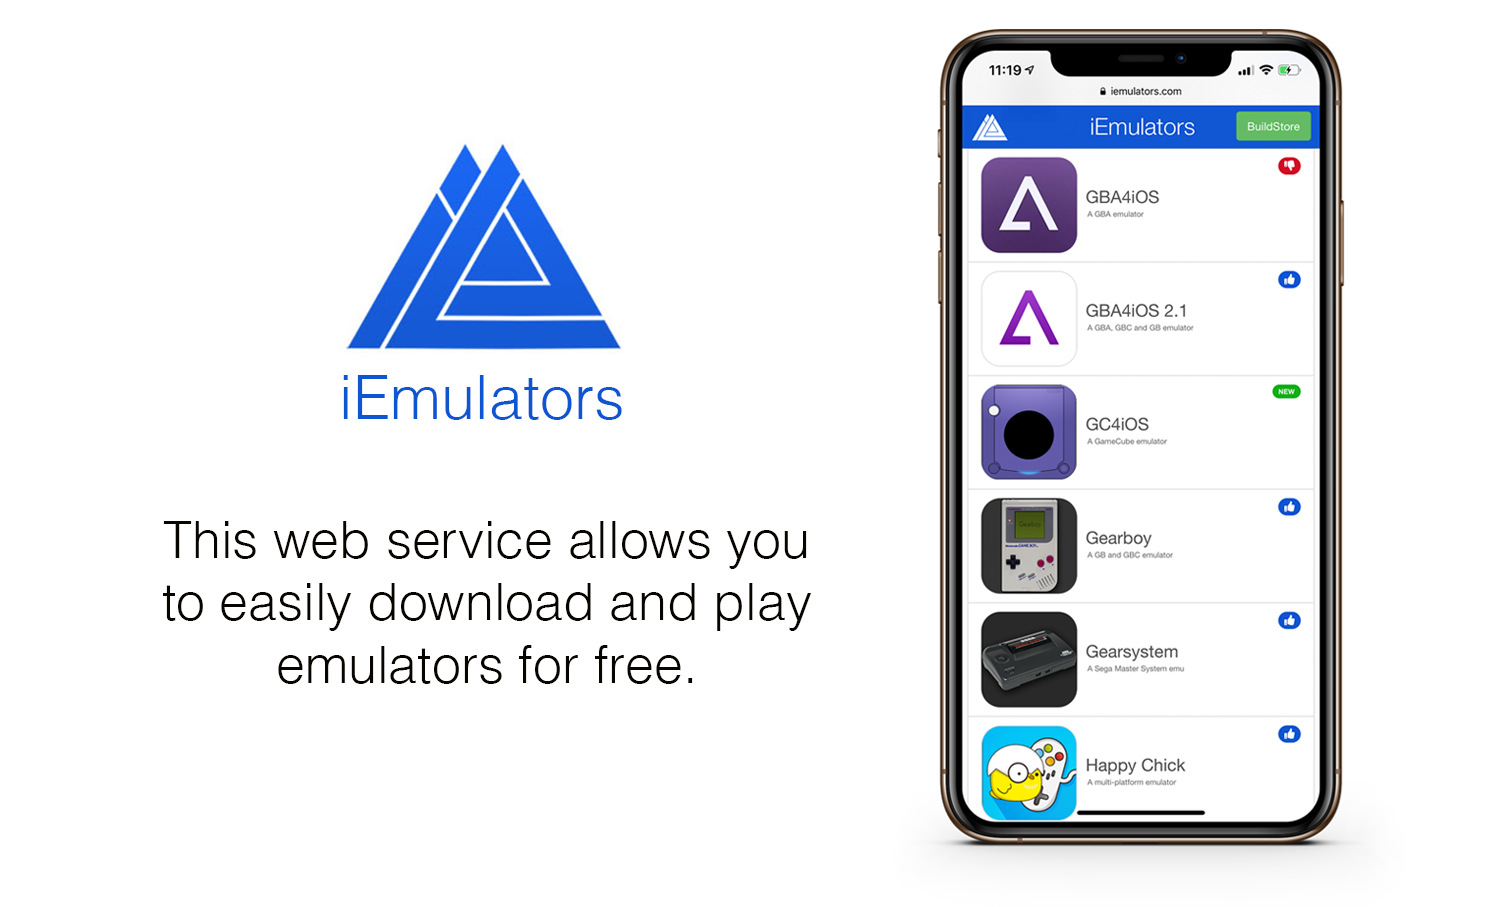 iEmulators
This web service allows you
to easily download and play
emulators for free.
11:19
iemulators.com
iEmulators
BuildStore
GBA4iOS
A GBA emulator
GBA4iOS 2.1
A GBA, GBC and GB emulator
GC4iOS
A GameCube emulator
NEW
Gearboy
A GB and GBC emulator
Gearboy
Gearsystem
A Sega Master System emu
Happy Chick
A multi-platform emulator